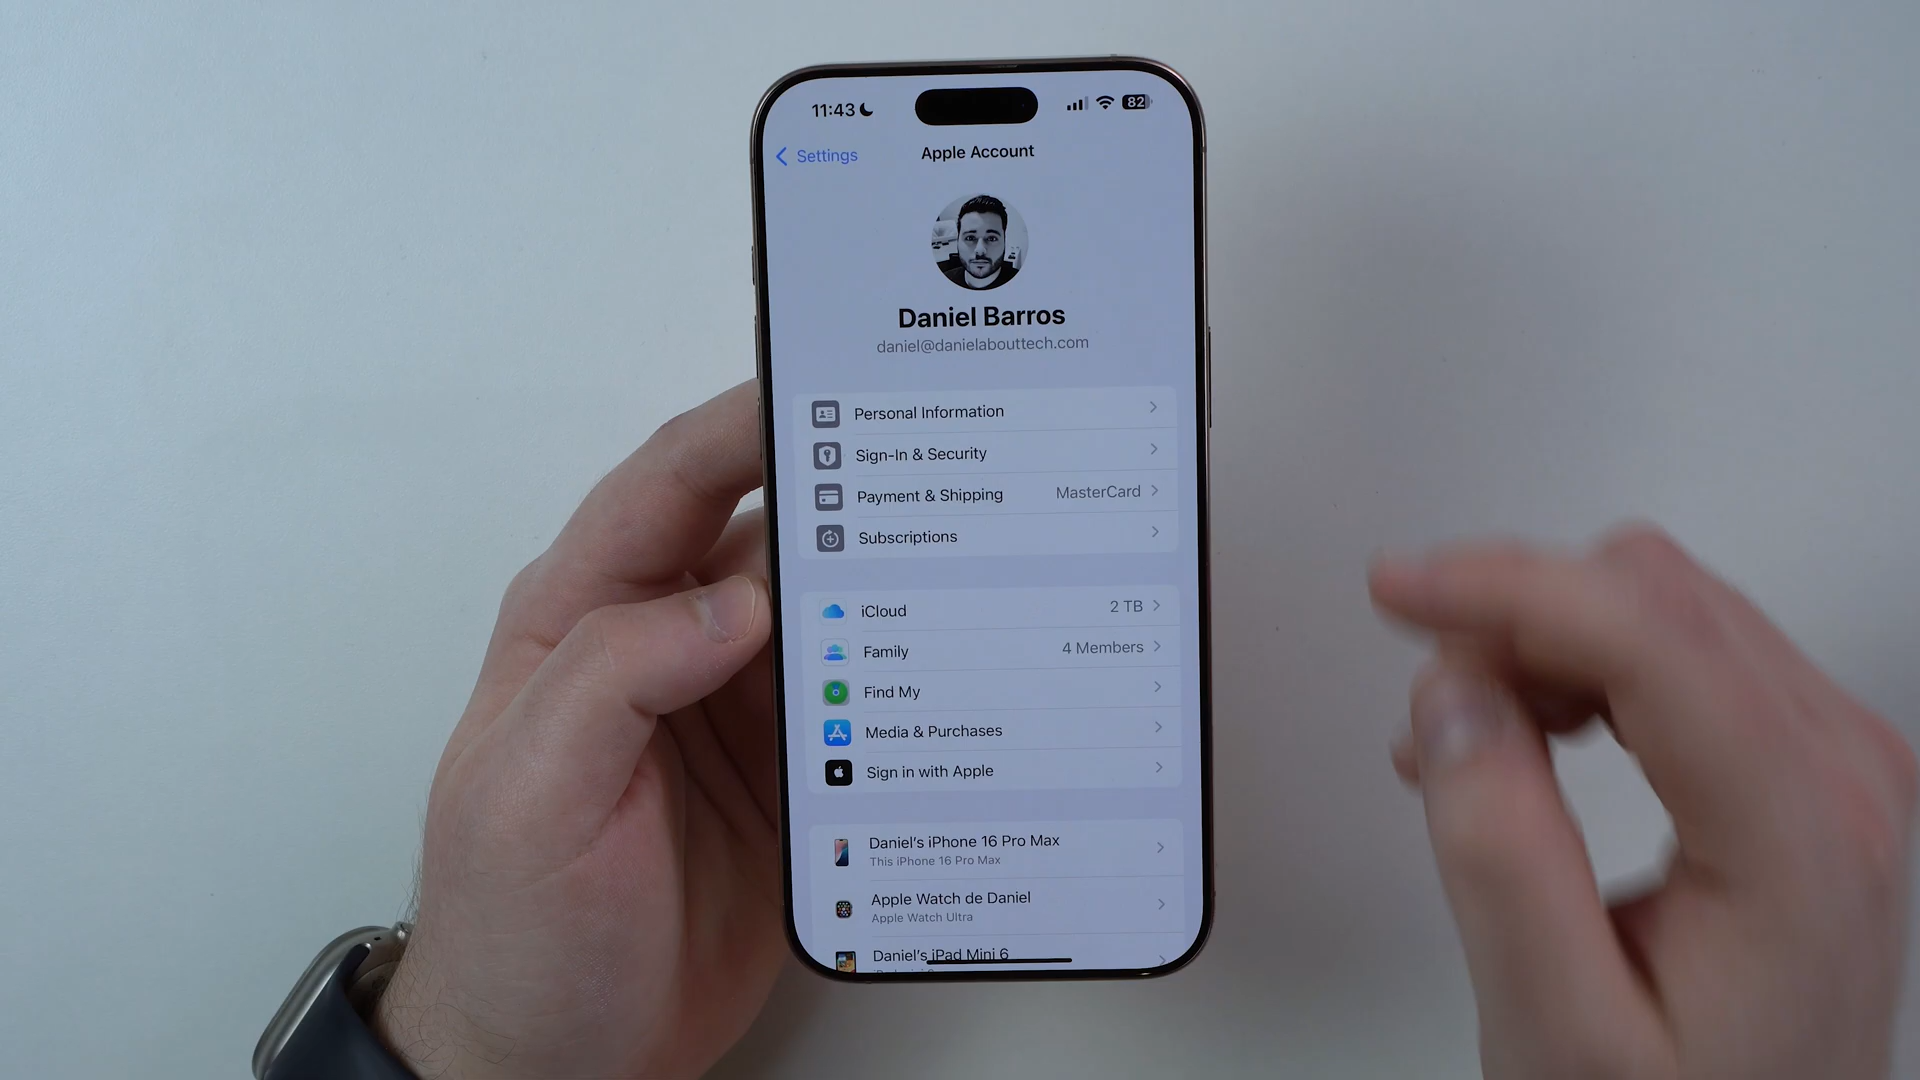 11:43
82
Settings
Apple Account
Daniel Barros
daniel@danielabouttech.com
Personal Information
Sign-In & Security
Payment & Shipping MasterCard
Subscriptions
iCloud 2 TB
Family 4 Members
Find My
Media & Purchases
Sign in with Apple
Daniel's iPhone 16 Pro Max
This iPhone 16 Pro Max
Apple Watch de Daniel
Apple Watch Ultra
Daniel's iPad Mini 6